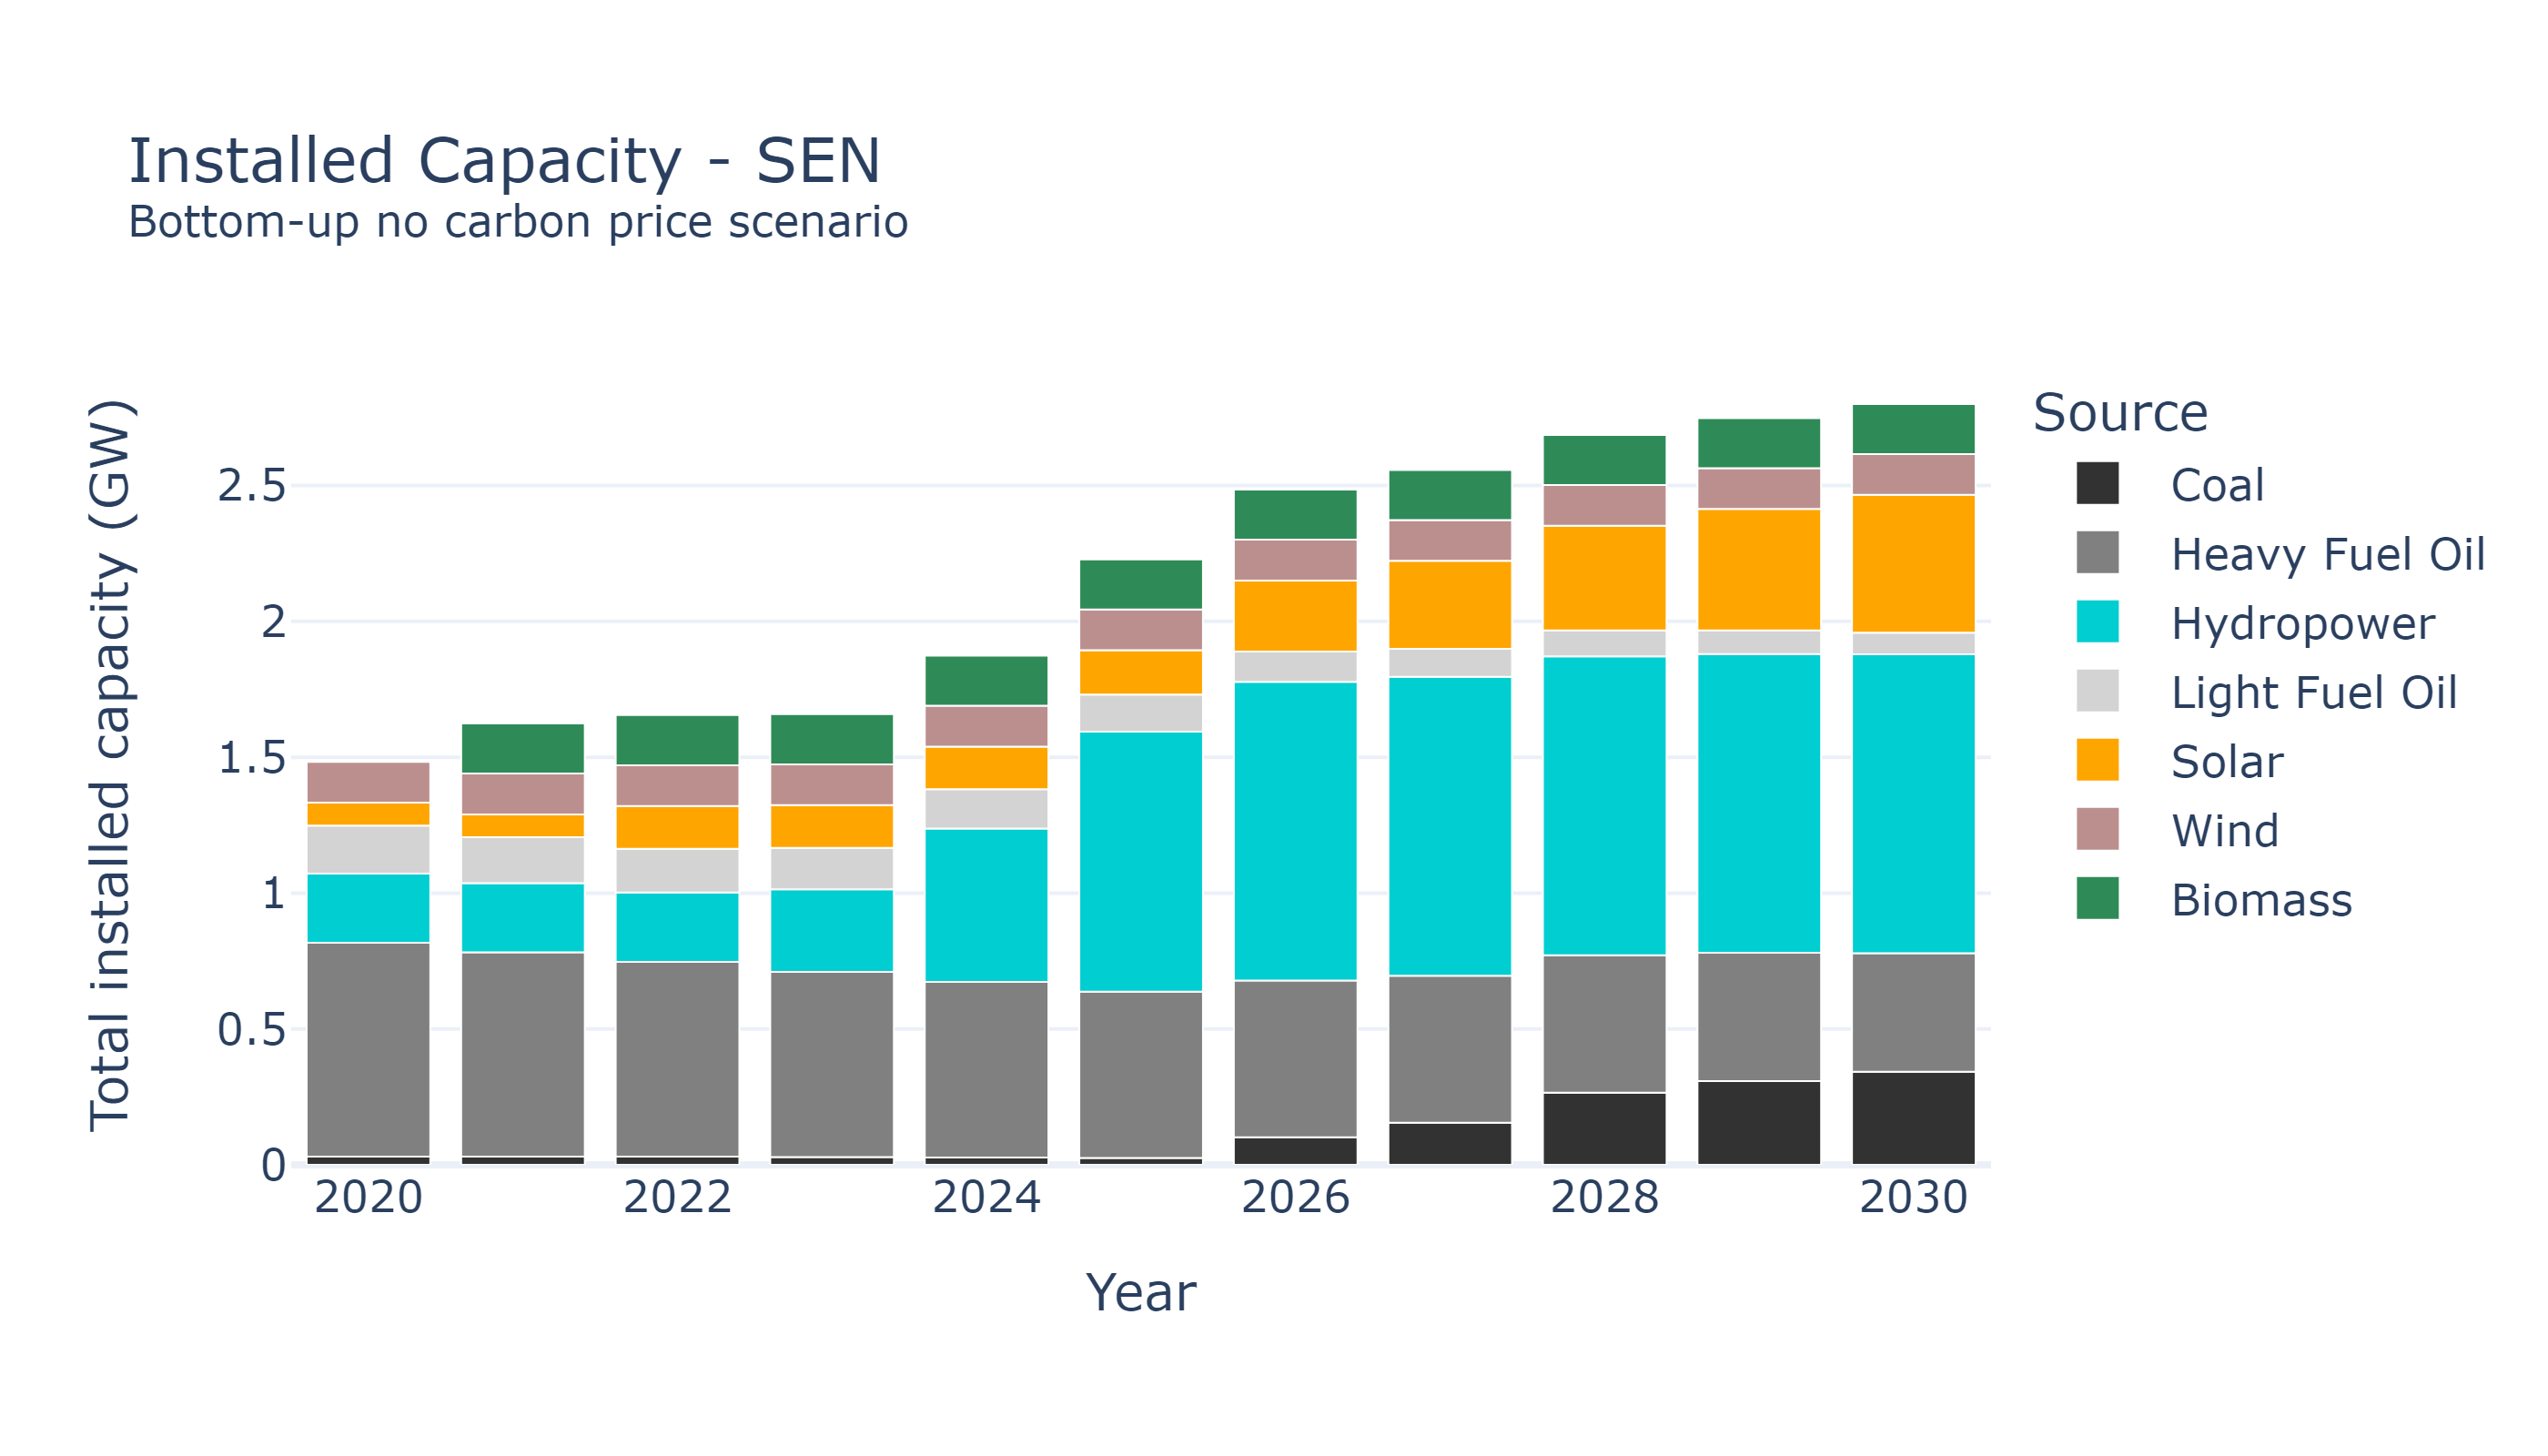 Installed Capacity - SEN
Bottom-up no carbon price scenario
Total installed capacity (GW)
2.5
2
1.5
1
0.5
0
2020
2022
2024
2026
2028
2030
Year
Source
Coal
Heavy Fuel Oil
Hydropower
Light Fuel Oil
Solar
Wind
Biomass